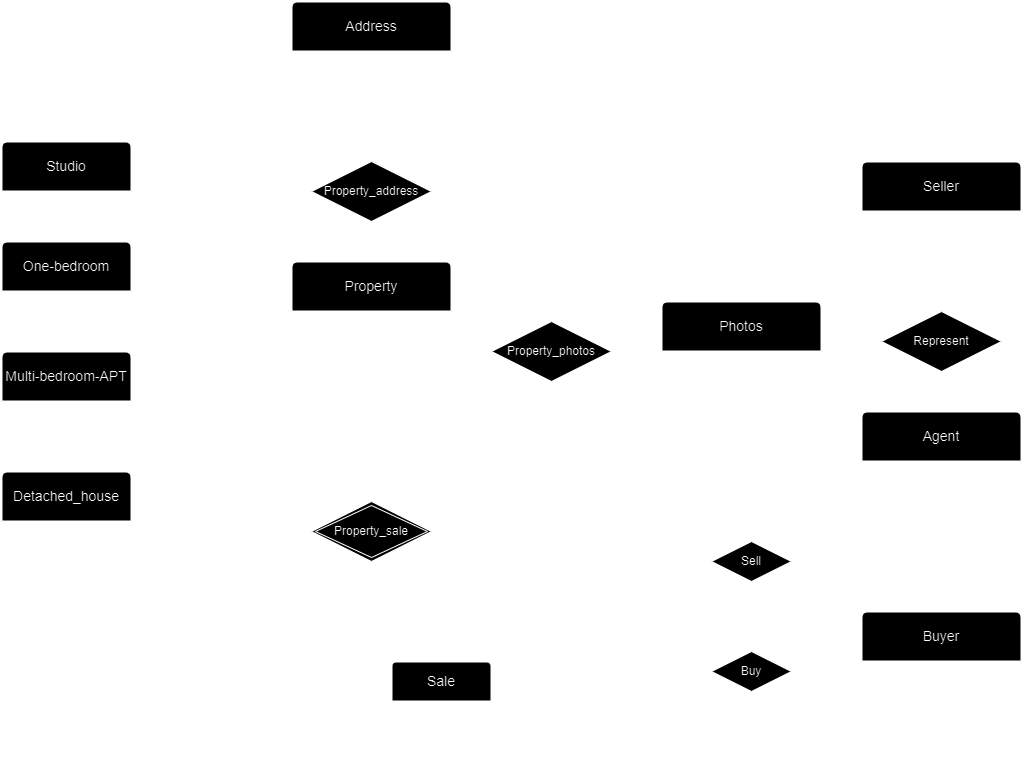 Address
Studio
Property_address
Seller
One-bedroom
Property
Photos
Property_photos
Represent
Multi-bedroom-APT
Agent
Detached_house
Property_sale
Sell
Buyer
Buy
Sale